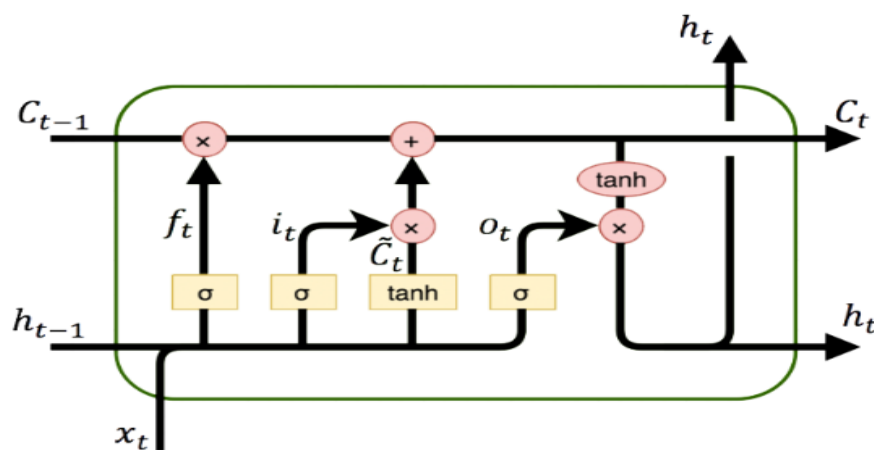 h_t
C_{t-1} × + C_t
tanh
f_t i_t × o_t ×
C̃_t
σ σ tanh σ
h_{t-1} h_t
x_t